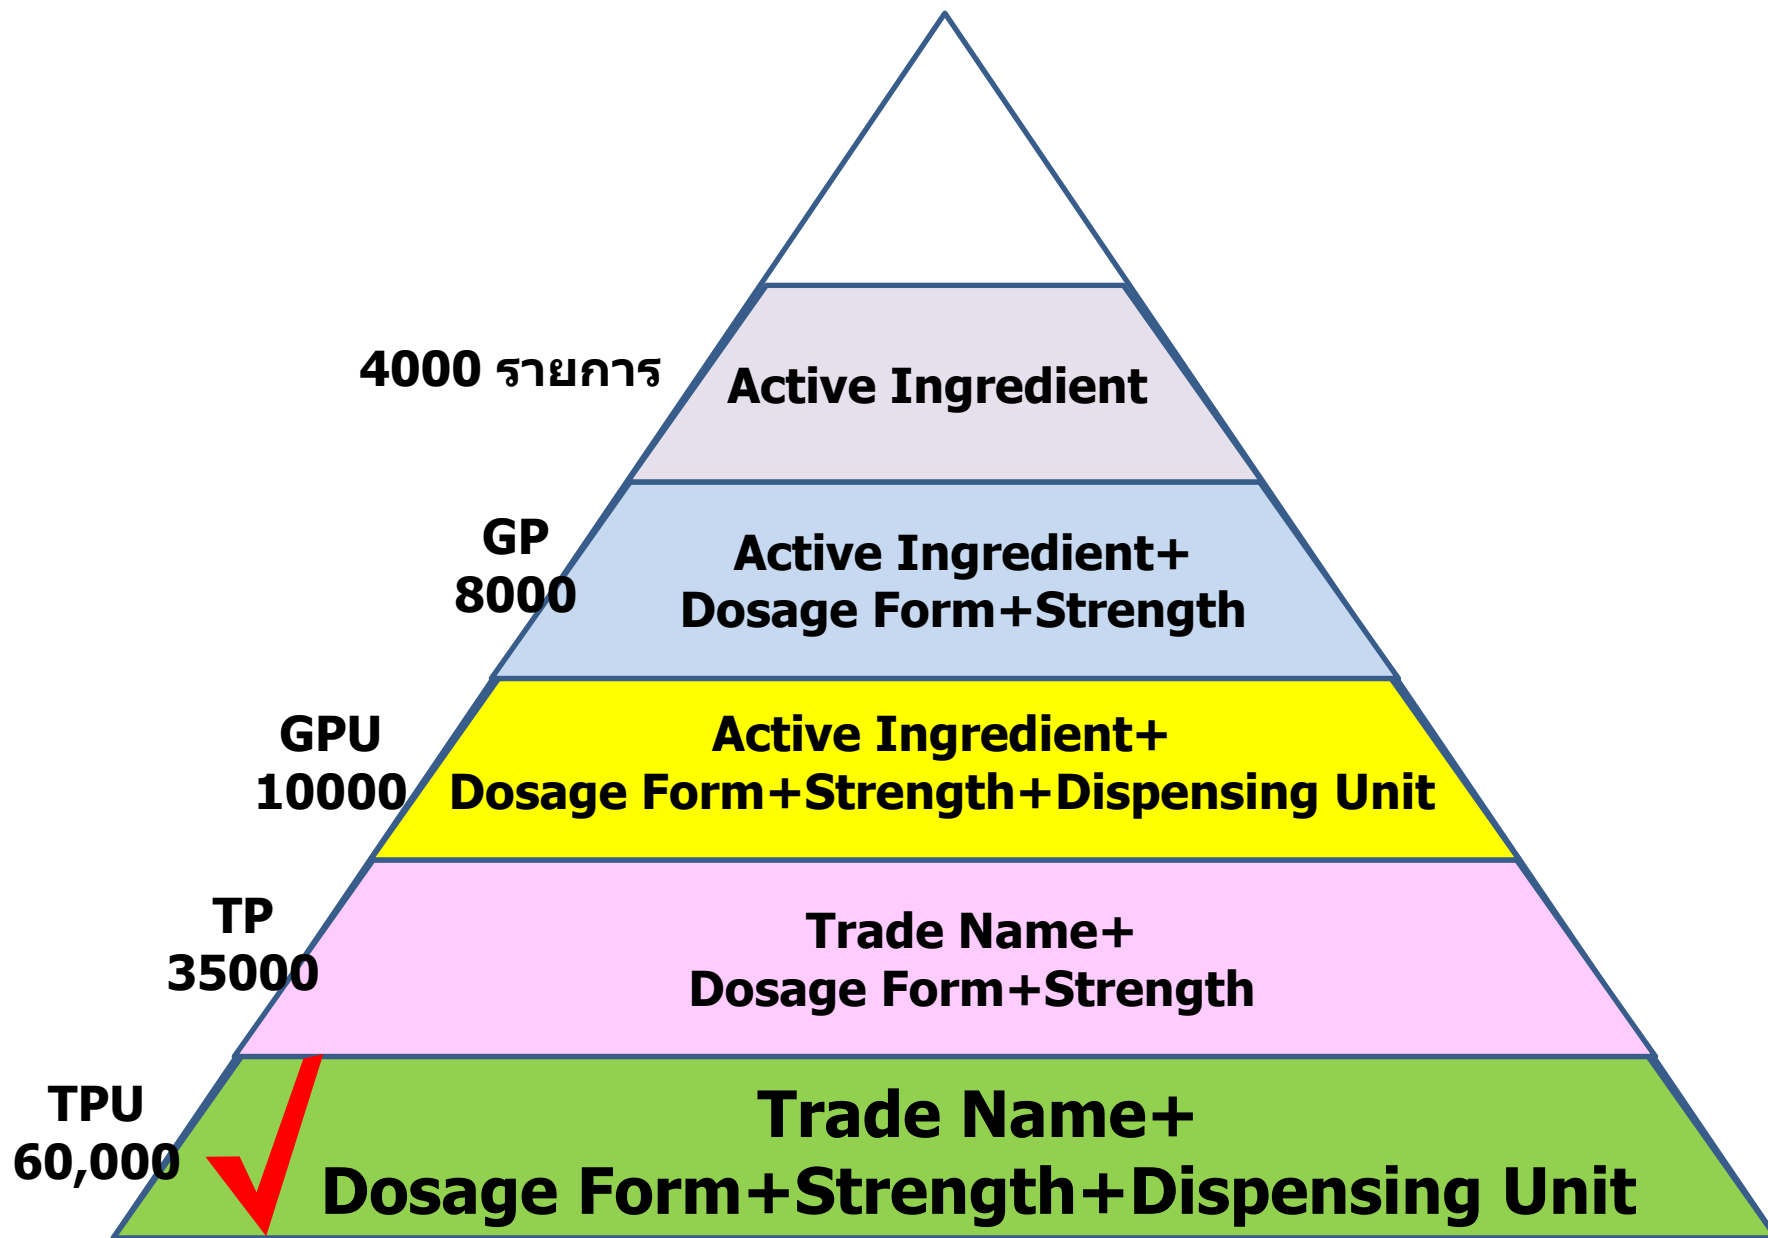 4000 รายการ
Active Ingredient
GP
8000
Active Ingredient+
Dosage Form+Strength
GPU
10000
Active Ingredient+
Dosage Form+Strength+Dispensing Unit
TP
35000
Trade Name+
Dosage Form+Strength
TPU
60,000
Trade Name+
Dosage Form+Strength+Dispensing Unit